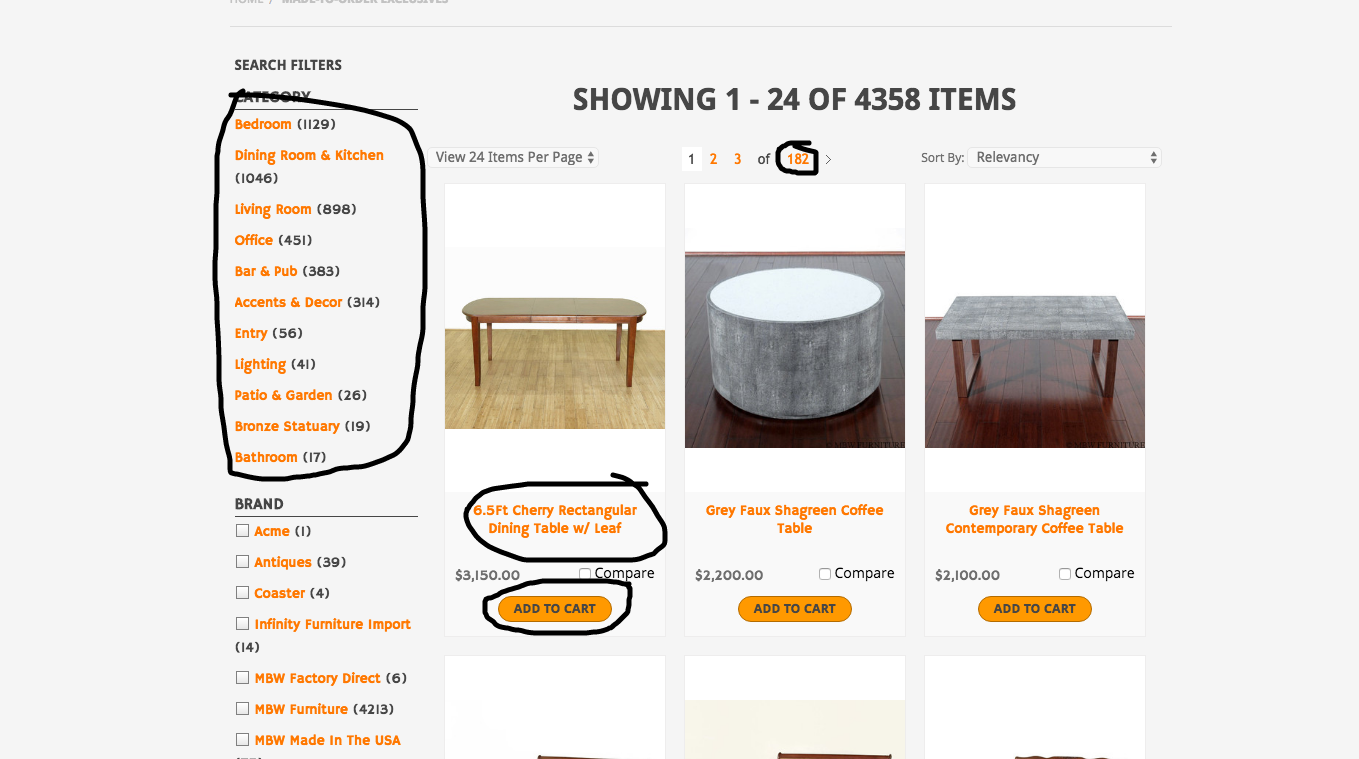 HOME / MADE-TO-ORDER EXCLUSIVES
SEARCH FILTERS
CATEGORY
Bedroom (1129)
Dining Room & Kitchen
(1046)
Living Room (898)
Office (451)
Bar & Pub (383)
Accents & Decor (314)
Entry (56)
Lighting (41)
Patio & Garden (26)
Bronze Statuary (19)
Bathroom (17)
BRAND
Acme (1)
Antiques (39)
Coaster (4)
Infinity Furniture Import
(14)
MBW Factory Direct (6)
MBW Furniture (4213)
MBW Made In The USA
SHOWING 1 - 24 OF 4358 ITEMS
View 24 Items Per Page
1 2 3 of 182 >
Sort By: Relevancy
6.5Ft Cherry Rectangular
Dining Table w/ Leaf
$3,150.00 Compare
ADD TO CART
© MBW FURNITURE
Grey Faux Shagreen Coffee
Table
$2,200.00 Compare
ADD TO CART
© MBW FURNITURE
Grey Faux Shagreen
Contemporary Coffee Table
$2,100.00 Compare
ADD TO CART